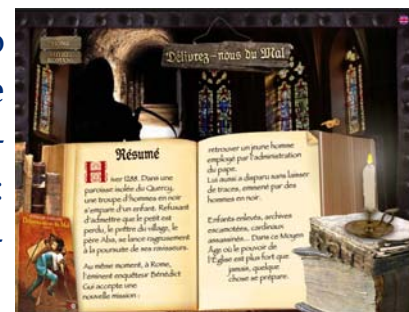 Délivrez-nous du Mal
Résumé
Hiver 1288. Dans une
paroisse isolée du Quercy,
une troupe d'hommes en noir
s'empare d'un enfant. Refusant
d'admettre que le petit est
perdu, le prêtre du village, le
père Aba, se lance rageusement
à la poursuite de ses ravisseurs.
Au même moment, à Rome,
l'éminent enquêteur Bénédict
Gui accepte une
nouvelle mission :
retrouver un jeune homme
employé par l'administration
du pape.
Lui aussi a disparu sans laisser
de traces, emmené par des
hommes en noir.
Enfants enlevés, archives
escamotées, cardinaux
assassinés... Dans ce Moyen
Âge où le pouvoir de
l'Église est plus fort que
jamais, quelque
chose se prépare.